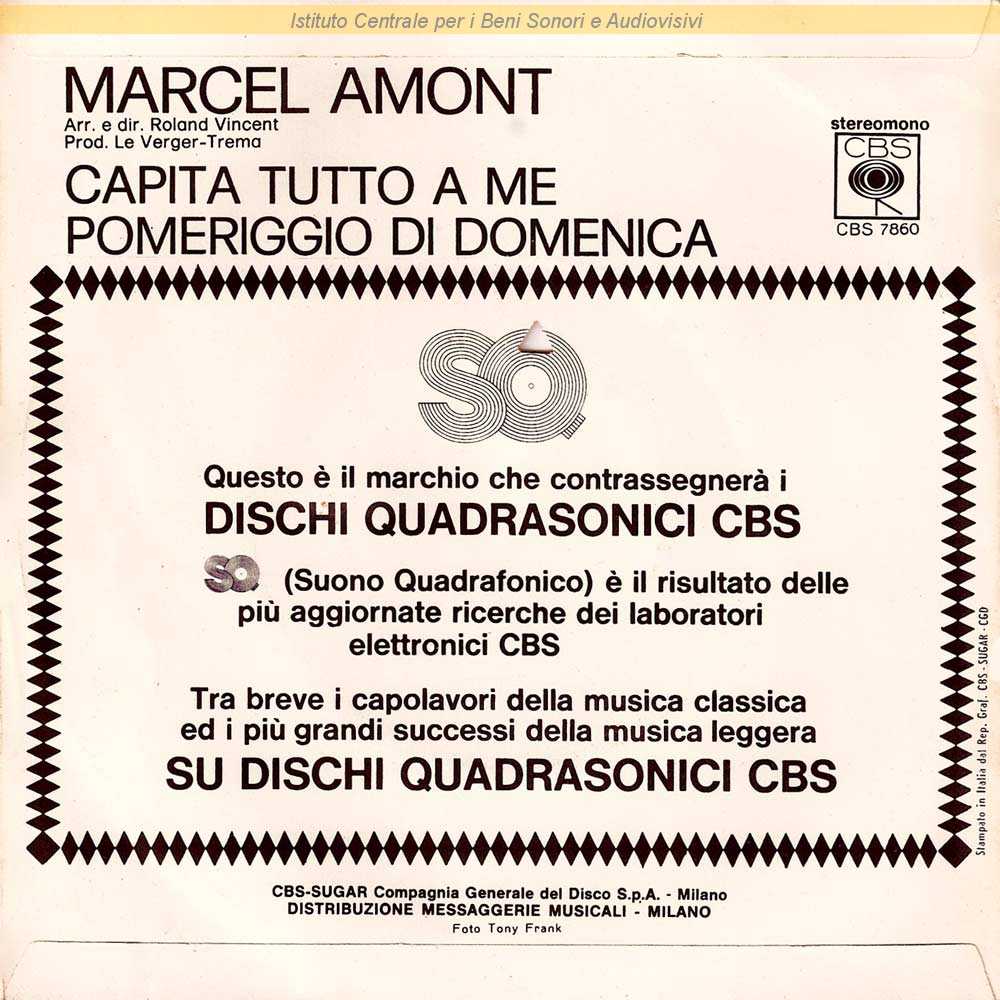 Istituto Centrale per i Beni Sonori e Audiovisivi
MARCEL AMONT
Arr. e dir. Roland Vincent
Prod. Le Verger-Trema
CAPITA TUTTO A ME
POMERIGGIO DI DOMENICA
stereomono
CBS
CBS 7860
SQ
Questo è il marchio che contrassegnerà i
DISCHI QUADRASONICI CBS
SQ (Suono Quadrafonico) è il risultato delle
più aggiornate ricerche dei laboratori
elettronici CBS
Tra breve i capolavori della musica classica
ed i più grandi successi della musica leggera
SU DISCHI QUADRASONICI CBS
Stampato in Italia dal Rep. Graf. CBS - SUGAR - CGD
CBS-SUGAR Compagnia Generale del Disco S.p.A. - Milano
DISTRIBUZIONE MESSAGGERIE MUSICALI - MILANO
Foto Tony Frank